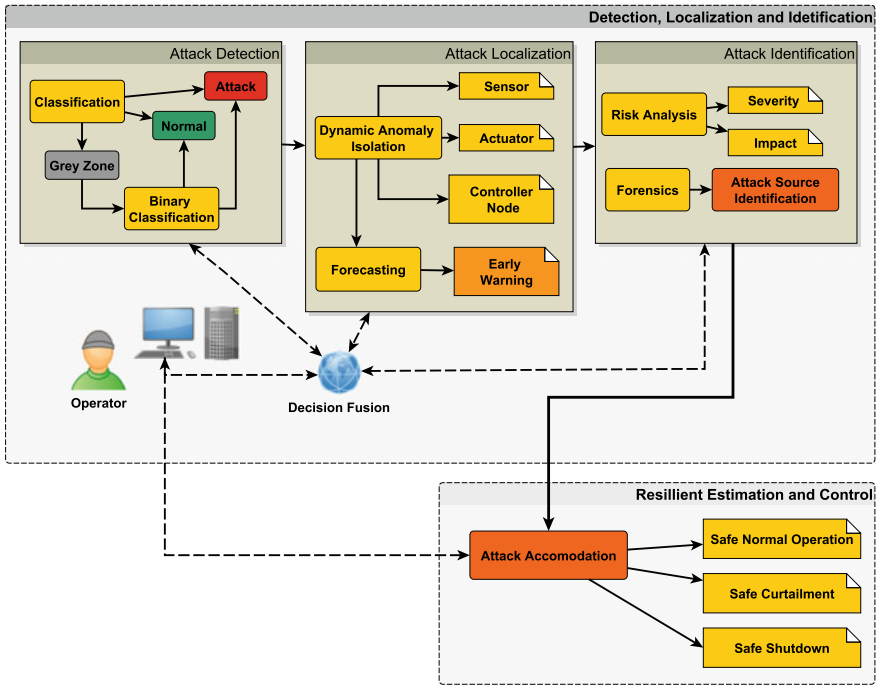 Detection, Localization and Idetification
Attack Detection
Classification
Attack
Normal
Grey Zone
Binary
Classification
Attack Localization
Dynamic Anomaly
Isolation
Sensor
Actuator
Controller
Node
Forecasting
Early
Warning
Attack Identification
Risk Analysis
Severity
Impact
Forensics
Attack Source
Identification
Operator
Decision Fusion
Resillient Estimation and Control
Attack Accomodation
Safe Normal Operation
Safe Curtailment
Safe Shutdown